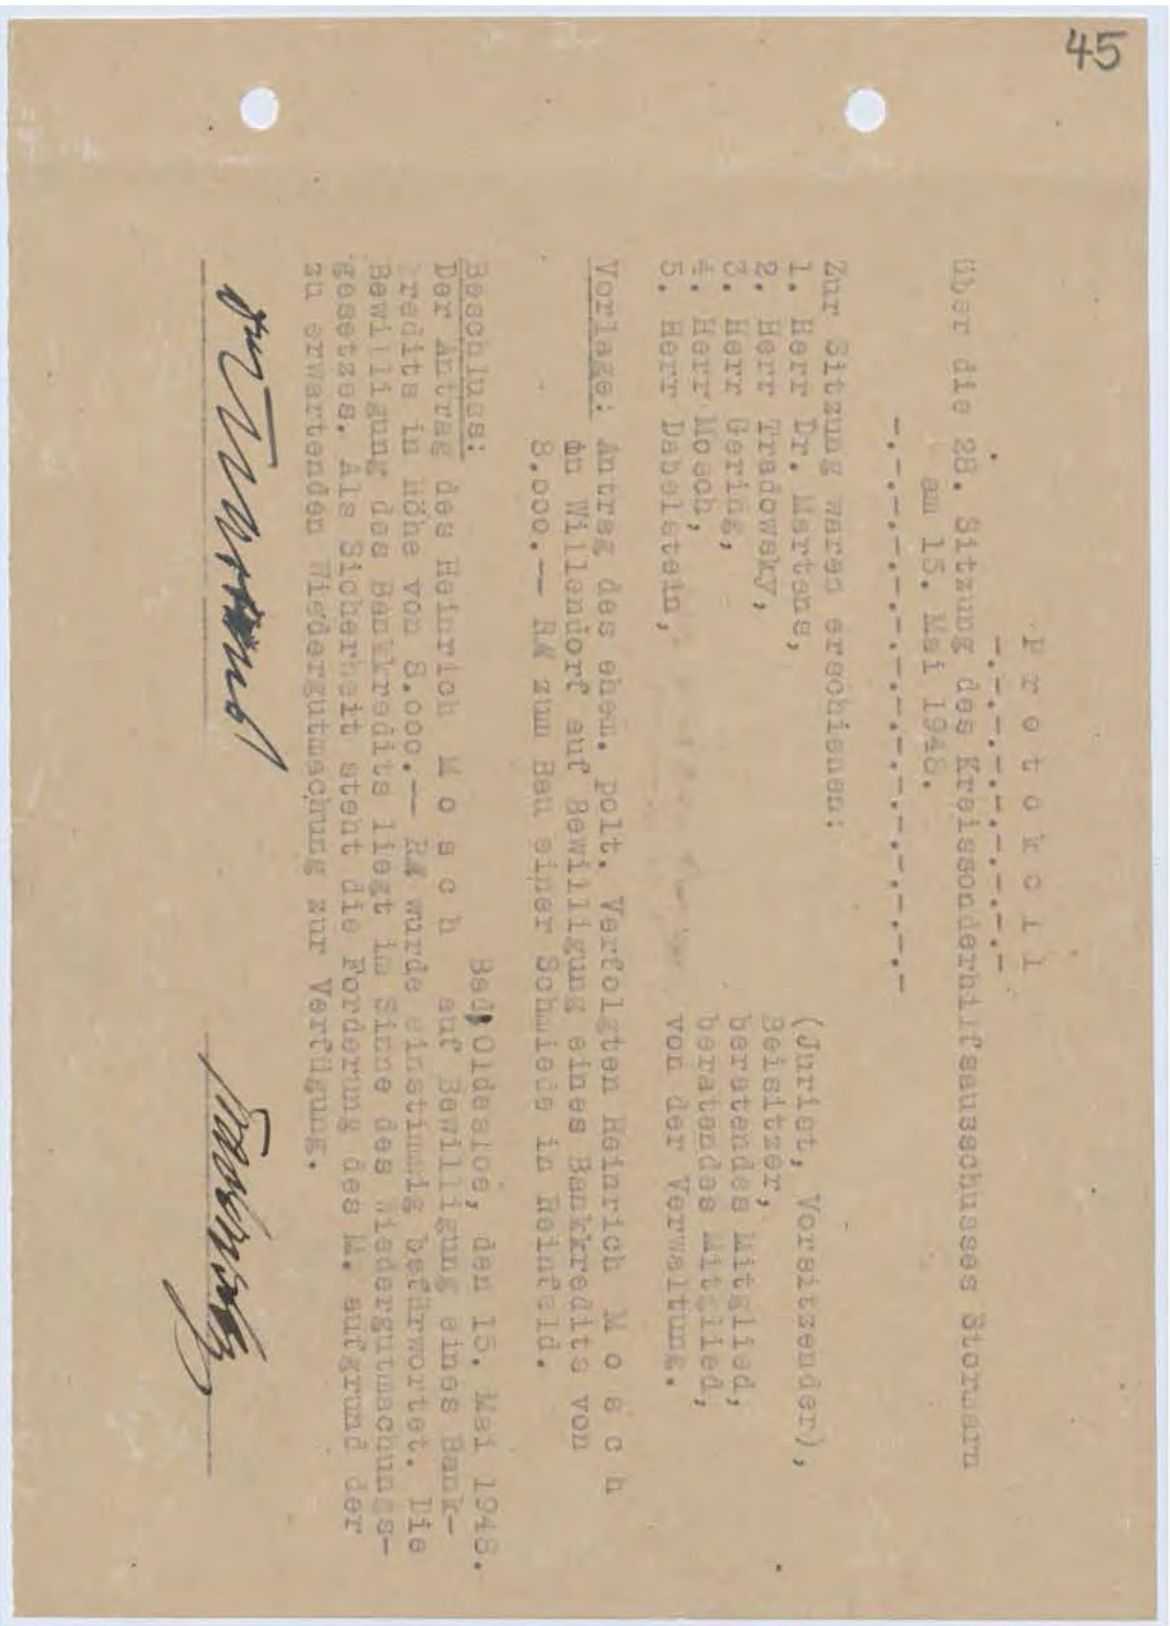 45
P r o t o k o l l
-.-.-.-.-.-.-.-.-.-
über die 28. Sitzung des Kreissonderhilfsausschusses Stormarn
am 15. Mai 1948.
-.-.-.-.-.-.-.-.-.-.-.-.-.-.-.-.-
Zur Sitzung waren erschienen:
1. Herr Dr. Martens, (Jurist, Vorsitzender),
2. Herr Tradowsky, Beisitzer,
3. Herr Gering, beratendes Mitglied,
4. Herr Mosch, beratendes Mitglied,
5. Herr Dabelstein, von der Verwaltung.
Vorlage: Antrag des ehem. polt. Verfolgten Heinrich M o s c h
in Willendorf auf Bewilligung eines Bankkredits von
8.000.-- RM zum Bau einer Schmiede in Reinfeld.
Bad Oldesloe, den 15. Mai 1948.
Beschluss:
Der Antrag des Heinrich M o s c h auf Bewilligung eines Bank-
kredits in Höhe von 8.000.-- RM wurde einstimmig befürwortet. Die
Bewilligung des Bankkredits liegt im Sinne des Wiedergutmachungs-
gesetzes. Als Sicherheit steht die Forderung des M. aufgrund der
zu erwartenden Wiedergutmachung zur Verfügung.
Tradowsky